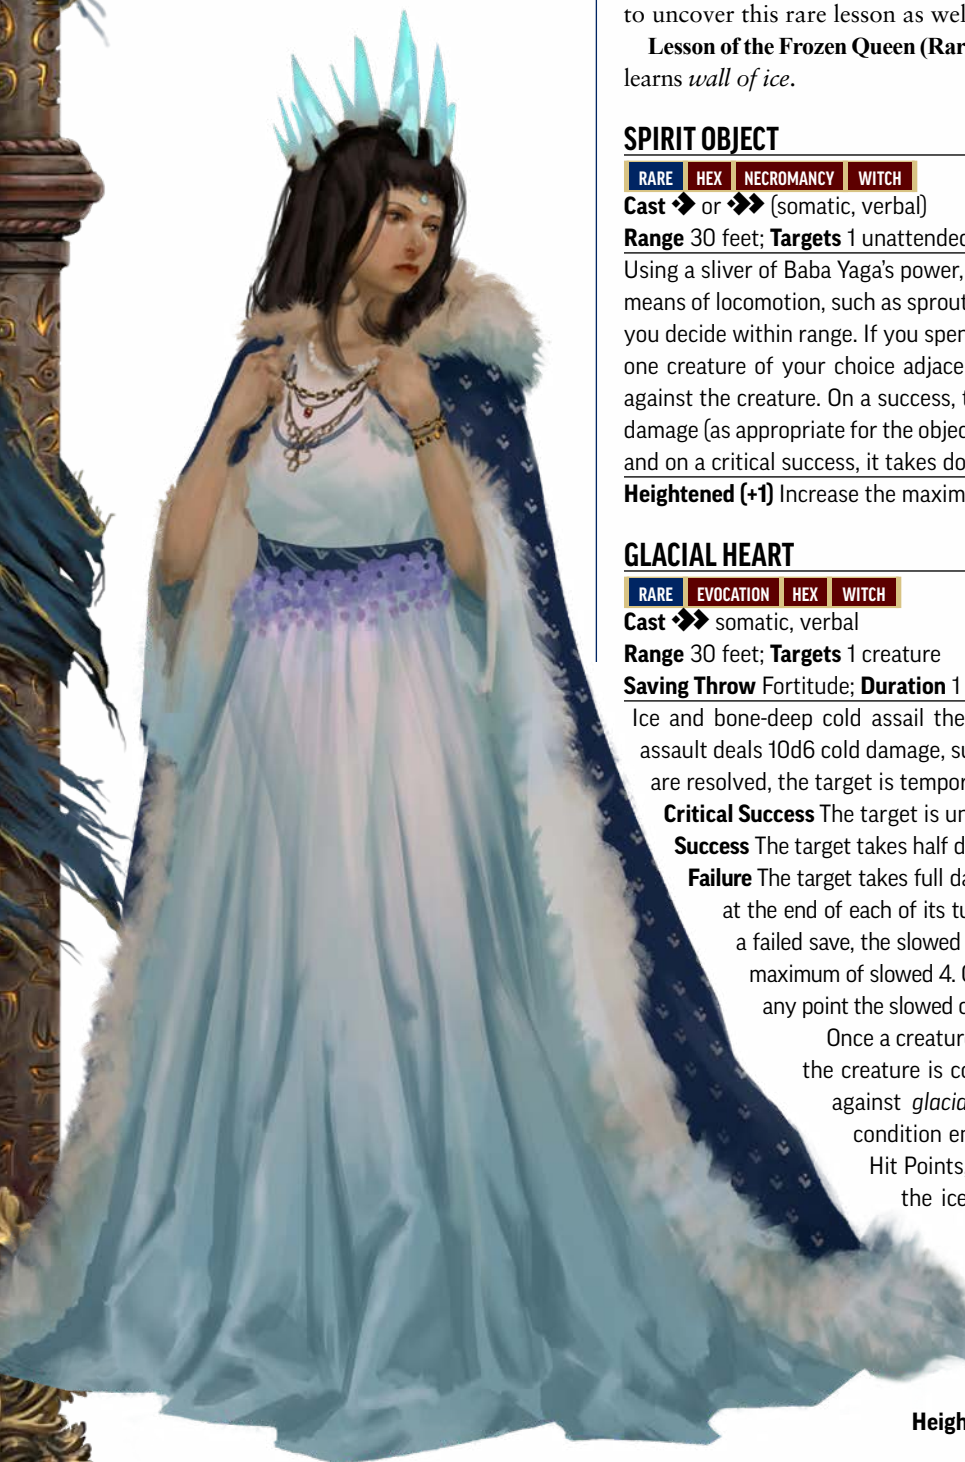 to uncover this rare lesson as wel
Lesson of the Frozen Queen (Rar
learns wall of ice.
SPIRIT OBJECT
RARE HEX NECROMANCY WITCH
Cast or (somatic, verbal)
Range 30 feet; Targets 1 unattended
Using a sliver of Baba Yaga's power,
means of locomotion, such as sprout
you decide within range. If you spen
one creature of your choice adjace
against the creature. On a success, t
damage (as appropriate for the objec
and on a critical success, it takes do
Heightened (+1) Increase the maxim
GLACIAL HEART
RARE EVOCATION HEX WITCH
Cast somatic, verbal
Range 30 feet; Targets 1 creature
Saving Throw Fortitude; Duration 1
Ice and bone-deep cold assail the
assault deals 10d6 cold damage, su
are resolved, the target is tempor
Critical Success The target is un
Success The target takes half d
Failure The target takes full da
at the end of each of its tu
a failed save, the slowed
maximum of slowed 4.
any point the slowed c
Once a creatur
the creature is co
against glacia
condition en
Hit Points
the ice
Heigh